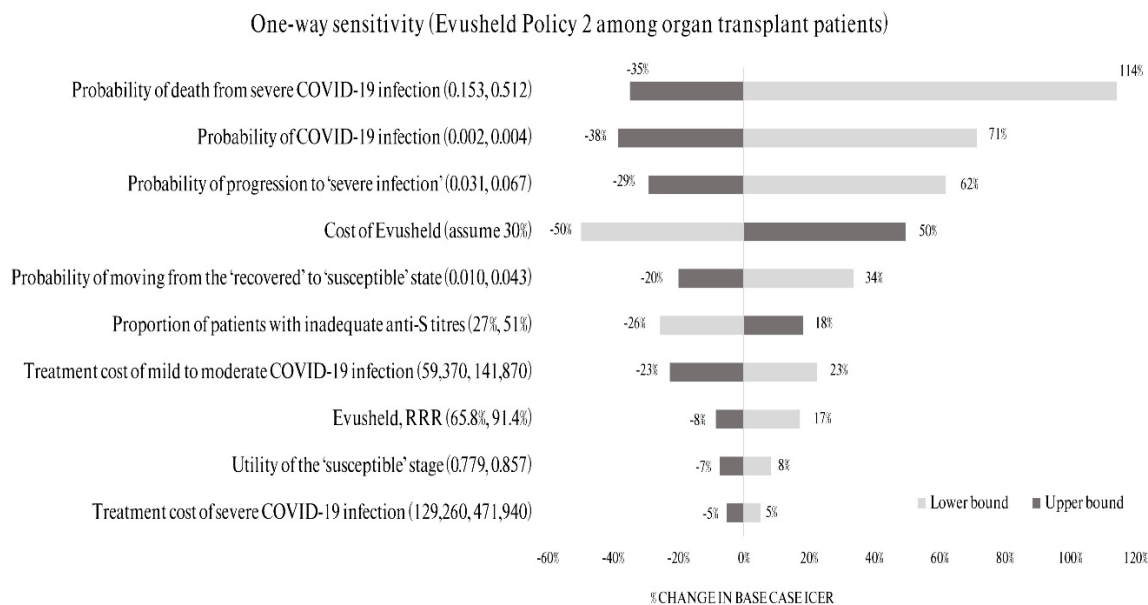 One-way sensitivity (Evusheld Policy 2 among organ transplant patients)
Probability of death from severe COVID-19 infection (0.153, 0.512) -35% 114%
Probability of COVID-19 infection (0.002, 0.004) -38% 71%
Probability of progression to 'severe infection' (0.031, 0.067) -29% 62%
Cost of Evusheld (assume 30%) -50% 50%
Probability of moving from the 'recovered' to 'susceptible' state (0.010, 0.043) -20% 34%
Proportion of patients with inadequate anti-S titres (27%, 51%) -26% 18%
Treatment cost of mild to moderate COVID-19 infection (59,370, 141,870) -23% 23%
Evusheld, RRR (65.8%, 91.4%) -8% 17%
Utility of the 'susceptible' stage (0.779, 0.857) -7% 8%
Lower bound Upper bound
Treatment cost of severe COVID-19 infection (129,260, 471,940) -5% 5%
-60% -40% -20% 0% 20% 40% 60% 80% 100% 120%
% CHANGE IN BASE CASE ICER